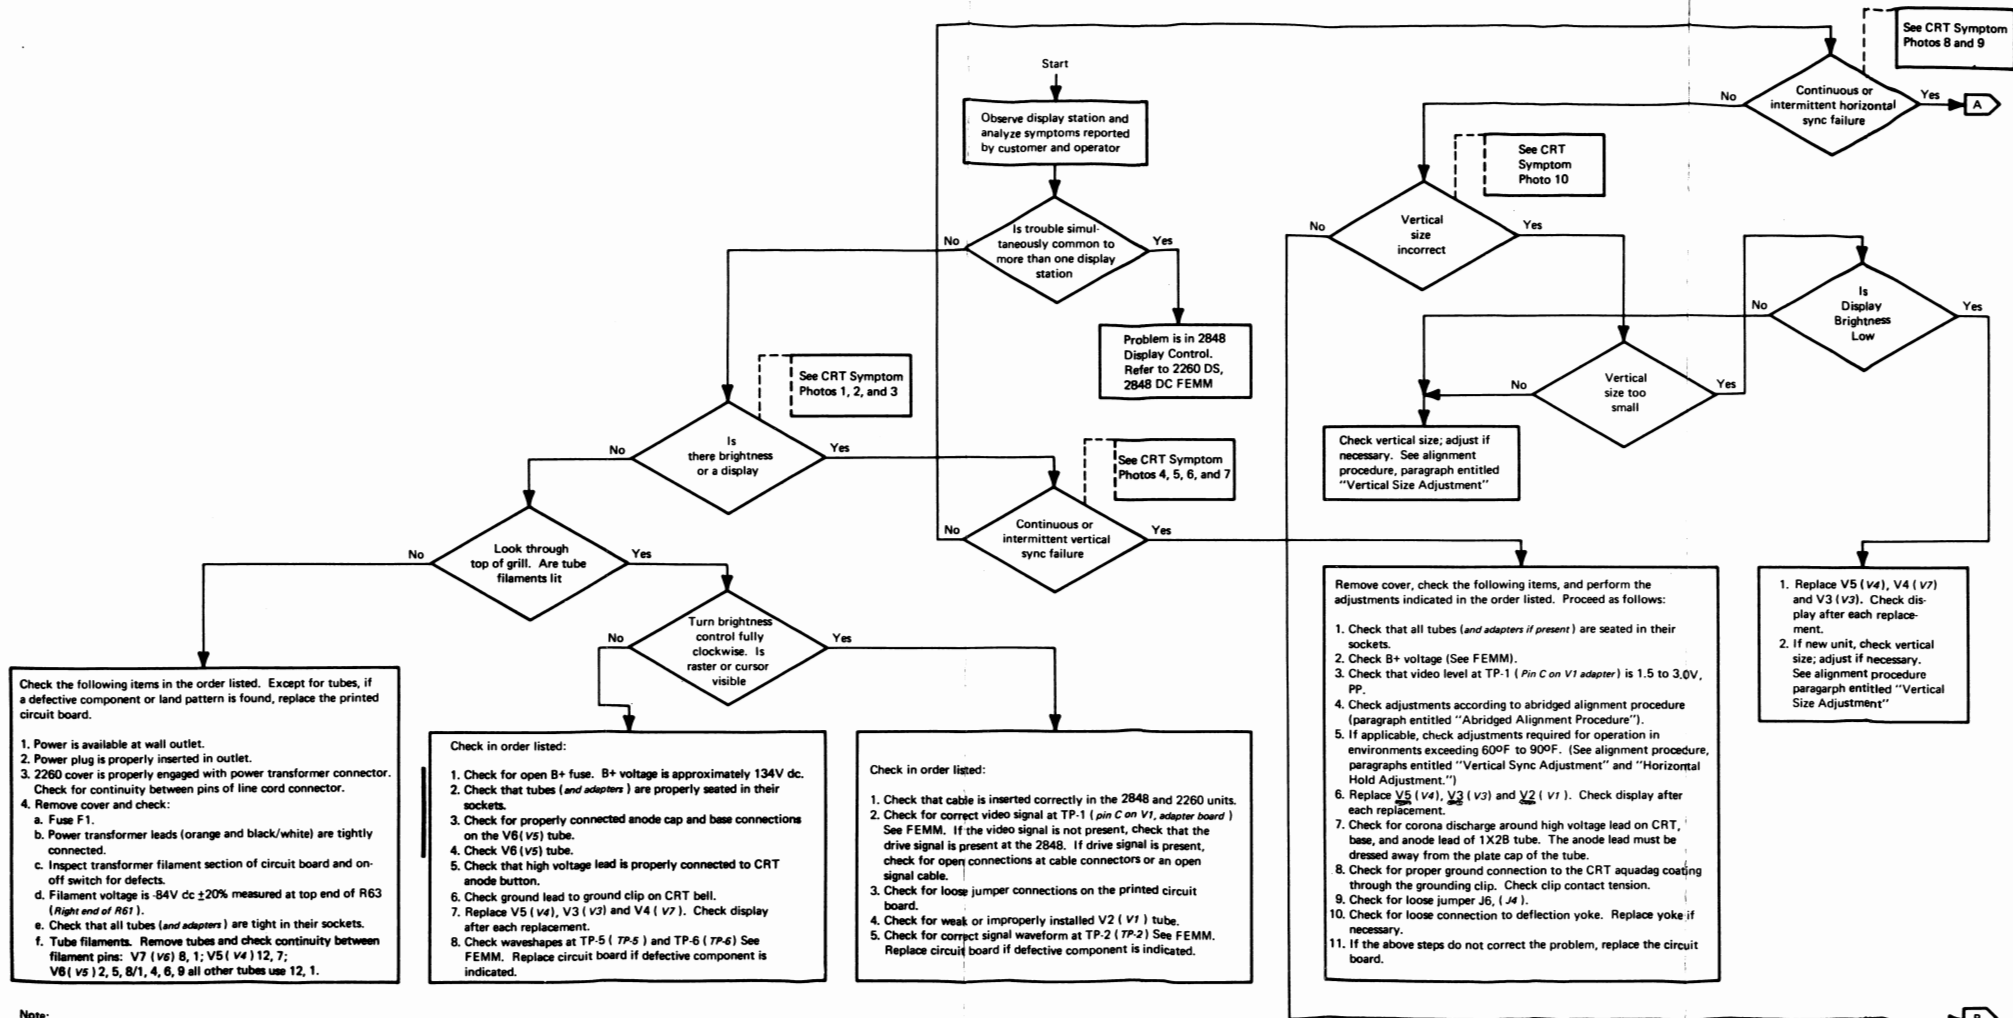 Start
Observe display station and
analyze symptoms reported
by customer and operator
Is trouble simul-
taneously common to
more than one display
station
No
Yes
Problem is in 2848
Display Control.
Refer to 2260 DS,
2848 DC FEMM
See CRT Symptom
Photos 1, 2, and 3
Is
there brightness
or a display
No
Yes
See CRT Symptom
Photos 4, 5, 6, and 7
Continuous or
intermittent vertical
sync failure
No
Yes
Look through
top of grill. Are tube
filaments lit
No
Yes
Turn brightness
control fully
clockwise. Is
raster or cursor
visible
No
Yes
See CRT Symptom
Photos 8 and 9
Continuous or
intermittent horizontal
sync failure
No
Yes
A
See CRT
Symptom
Photo 10
Vertical
size
incorrect
No
Yes
Is
Display
Brightness
Low
No
Yes
Vertical
size too
small
No
Yes
Check vertical size; adjust if
necessary. See alignment
procedure, paragraph entitled
"Vertical Size Adjustment"
Check the following items in the order listed. Except for tubes, if
a defective component or land pattern is found, replace the printed
circuit board.
1. Power is available at wall outlet.
2. Power plug is properly inserted in outlet.
3. 2260 cover is properly engaged with power transformer connector.
Check for continuity between pins of line cord connector.
4. Remove cover and check:
a. Fuse F1.
b. Power transformer leads (orange and black/white) are tightly
connected.
c. Inspect transformer filament section of circuit board and on-
off switch for defects.
d. Filament voltage is -84V dc ±20% measured at top end of R63
(Right end of R61).
e. Check that all tubes (and adapters) are tight in their sockets.
f. Tube filaments. Remove tubes and check continuity between
filament pins: V7 (V6) 8, 1; V5 (V4) 12, 7;
V6 (V5) 2, 5, 8/1, 4, 6, 9 all other tubes use 12, 1.
Check in order listed:
1. Check for open B+ fuse. B+ voltage is approximately 134V dc.
2. Check that tubes (and adapters) are properly seated in their
sockets.
3. Check for properly connected anode cap and base connections
on the V6 (V5) tube.
4. Check V6 (V5) tube.
5. Check that high voltage lead is properly connected to CRT
anode button.
6. Check ground lead to ground clip on CRT bell.
7. Replace V5 (V4), V3 (V3) and V4 (V7). Check display
after each replacement.
8. Check waveshapes at TP-5 (TP-5) and TP-6 (TP-6) See
FEMM. Replace circuit board if defective component is
indicated.
Check in order listed:
1. Check that cable is inserted correctly in the 2848 and 2260 units.
2. Check for correct video signal at TP-1 (pin C on V1, adapter board)
See FEMM. If the video signal is not present, check that the
drive signal is present at the 2848. If drive signal is present,
check for open connections at cable connectors or an open
signal cable.
3. Check for loose jumper connections on the printed circuit
board.
4. Check for weak or improperly installed V2 (V1) tube.
5. Check for correct signal waveform at TP-2 (TP-2) See FEMM.
Replace circuit board if defective component is indicated.
Remove cover, check the following items, and perform the
adjustments indicated in the order listed. Proceed as follows:
1. Check that all tubes (and adapters if present) are seated in their
sockets.
2. Check B+ voltage (See FEMM).
3. Check that video level at TP-1 (Pin C on V1 adapter) is 1.5 to 3.0V,
PP.
4. Check adjustments according to abridged alignment procedure
(paragraph entitled "Abridged Alignment Procedure").
5. If applicable, check adjustments required for operation in
environments exceeding 60ºF to 90ºF. (See alignment procedure,
paragraphs entitled "Vertical Sync Adjustment" and "Horizontal
Hold Adjustment.")
6. Replace V5 (V4), V3 (V3) and V2 (V1). Check display after
each replacement.
7. Check for corona discharge around high voltage lead on CRT,
base, and anode lead of 1X2B tube. The anode lead must be
dressed away from the plate cap of the tube.
8. Check for proper ground connection to the CRT aquadag coating
through the grounding clip. Check clip contact tension.
9. Check for loose jumper J6, (J4).
10. Check for loose connection to deflection yoke. Replace yoke if
necessary.
11. If the above steps do not correct the problem, replace the circuit
board.
1. Replace V5 (V4), V4 (V7)
and V3 (V3). Check dis-
play after each replace-
ment.
2. If new unit, check vertical
size; adjust if necessary.
See alignment procedure
paragarph entitled "Vertical
Size Adjustment"
Note: